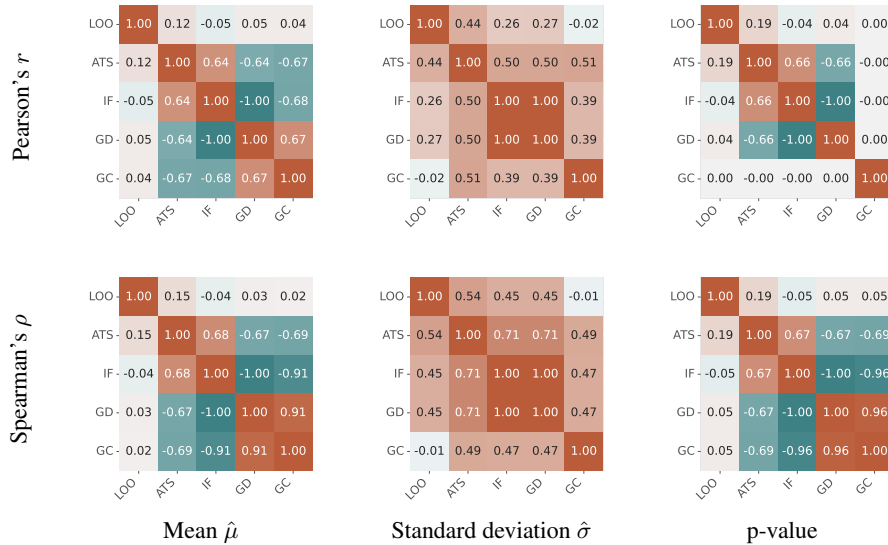 Pearson's r
LOO 1.00 0.12 -0.05 0.05 0.04
ATS 0.12 1.00 0.64 -0.64 -0.67
IF -0.05 0.64 1.00 -1.00 -0.68
GD 0.05 -0.64 -1.00 1.00 0.67
GC 0.04 -0.67 -0.68 0.67 1.00
LOO ATS IF GD GC
LOO 1.00 0.44 0.26 0.27 -0.02
ATS 0.44 1.00 0.50 0.50 0.51
IF 0.26 0.50 1.00 1.00 0.39
GD 0.27 0.50 1.00 1.00 0.39
GC -0.02 0.51 0.39 0.39 1.00
LOO ATS IF GD GC
LOO 1.00 0.19 -0.04 0.04 0.00
ATS 0.19 1.00 0.66 -0.66 -0.00
IF -0.04 0.66 1.00 -1.00 -0.00
GD 0.04 -0.66 -1.00 1.00 0.00
GC 0.00 -0.00 -0.00 0.00 1.00
LOO ATS IF GD GC
Spearman's ρ
LOO 1.00 0.15 -0.04 0.03 0.02
ATS 0.15 1.00 0.68 -0.67 -0.69
IF -0.04 0.68 1.00 -1.00 -0.91
GD 0.03 -0.67 -1.00 1.00 0.91
GC 0.02 -0.69 -0.91 0.91 1.00
LOO ATS IF GD GC
LOO 1.00 0.54 0.45 0.45 -0.01
ATS 0.54 1.00 0.71 0.71 0.49
IF 0.45 0.71 1.00 1.00 0.47
GD 0.45 0.71 1.00 1.00 0.47
GC -0.01 0.49 0.47 0.47 1.00
LOO ATS IF GD GC
LOO 1.00 0.19 -0.05 0.05 0.05
ATS 0.19 1.00 0.67 -0.67 -0.69
IF -0.05 0.67 1.00 -1.00 -0.96
GD 0.05 -0.67 -1.00 1.00 0.96
GC 0.05 -0.69 -0.96 0.96 1.00
LOO ATS IF GD GC
Mean μ̂
Standard deviation σ̂
p-value